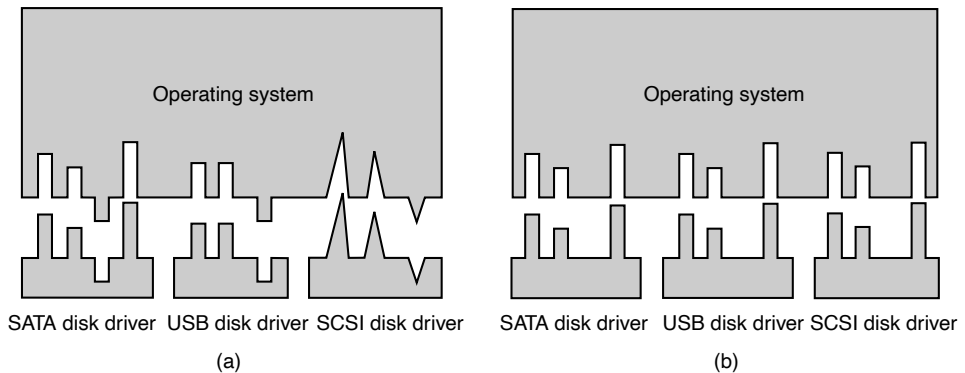 Operating system
Operating system
SATA disk driver USB disk driver SCSI disk driver
SATA disk driver USB disk driver SCSI disk driver
(a)
(b)